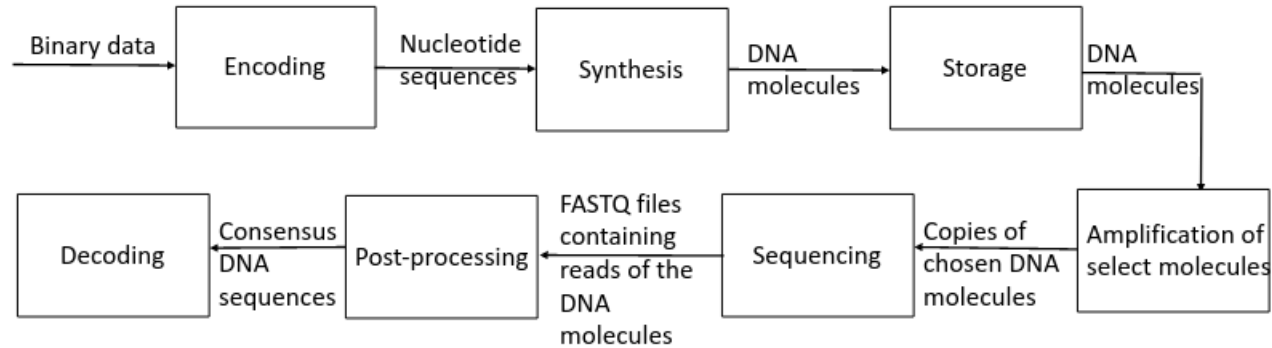 Binary data
Encoding
Nucleotide
sequences
Synthesis
DNA
molecules
Storage
DNA
molecules
Amplification of
select molecules
Copies of
chosen DNA
molecules
Sequencing
FASTQ files
containing
reads of the
DNA
molecules
Post-processing
Consensus
DNA
sequences
Decoding